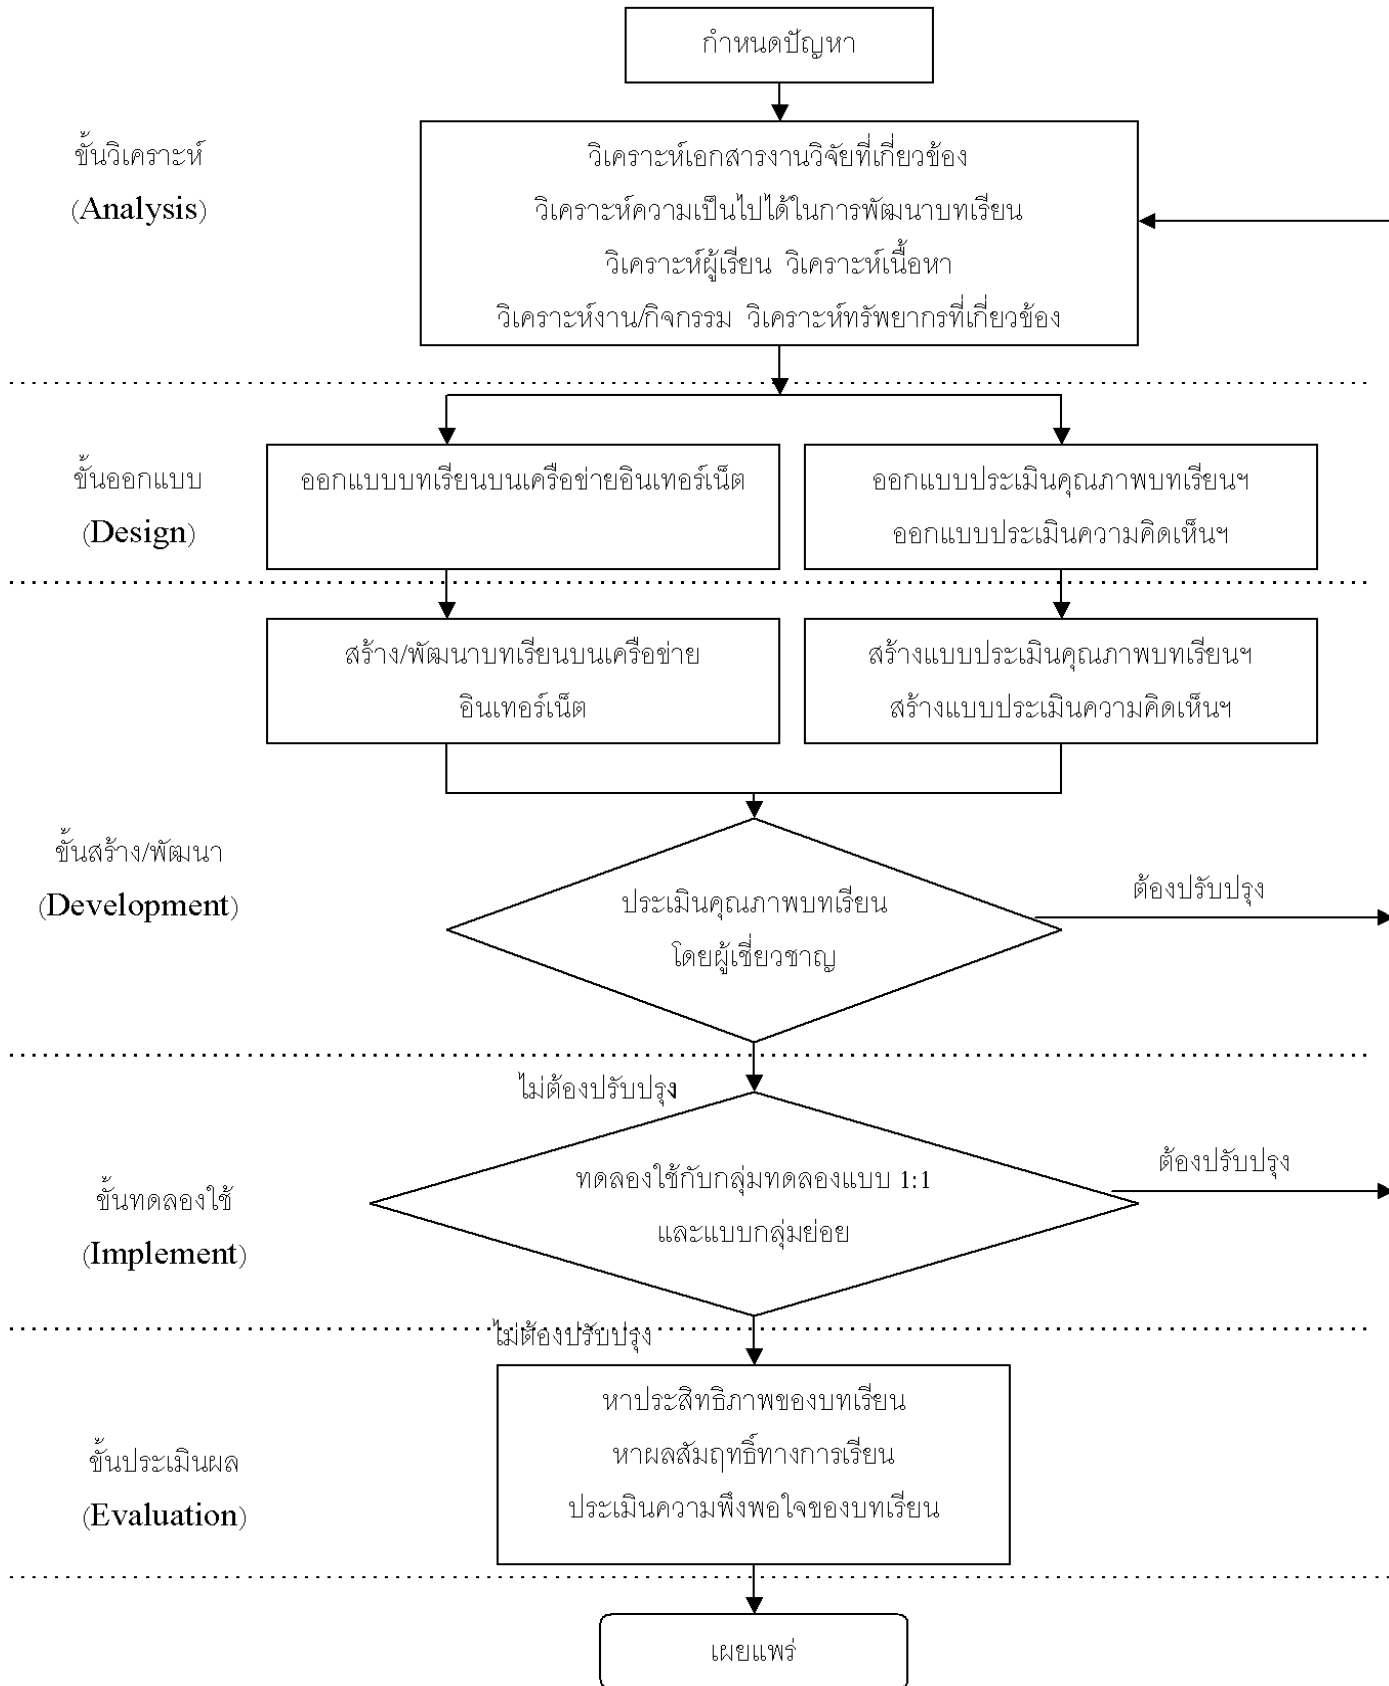 กำหนดปัญหา
ขั้นวิเคราะห์
(Analysis)
วิเคราะห์เอกสารงานวิจัยที่เกี่ยวข้อง
วิเคราะห์ความเป็นไปได้ในการพัฒนาบทเรียน
วิเคราะห์ผู้เรียน วิเคราะห์เนื้อหา
วิเคราะห์งาน/กิจกรรม วิเคราะห์ทรัพยากรที่เกี่ยวข้อง
ขั้นออกแบบ
(Design)
ออกแบบบทเรียนบนเครือข่ายอินเทอร์เน็ต
ออกแบบประเมินคุณภาพบทเรียนฯ
ออกแบบประเมินความคิดเห็นฯ
สร้าง/พัฒนาบทเรียนบนเครือข่าย
อินเทอร์เน็ต
สร้างแบบประเมินคุณภาพบทเรียนฯ
สร้างแบบประเมินความคิดเห็นฯ
ขั้นสร้าง/พัฒนา
(Development)
ประเมินคุณภาพบทเรียน
โดยผู้เชี่ยวชาญ
ต้องปรับปรุง
ไม่ต้องปรับปรุง
ขั้นทดลองใช้
(Implement)
ทดลองใช้กับกลุ่มทดลองแบบ 1:1
และแบบกลุ่มย่อย
ต้องปรับปรุง
ไม่ต้องปรับปรุง
ขั้นประเมินผล
(Evaluation)
หาประสิทธิภาพของบทเรียน
หาผลสัมฤทธิ์ทางการเรียน
ประเมินความพึงพอใจของบทเรียน
เผยแพร่